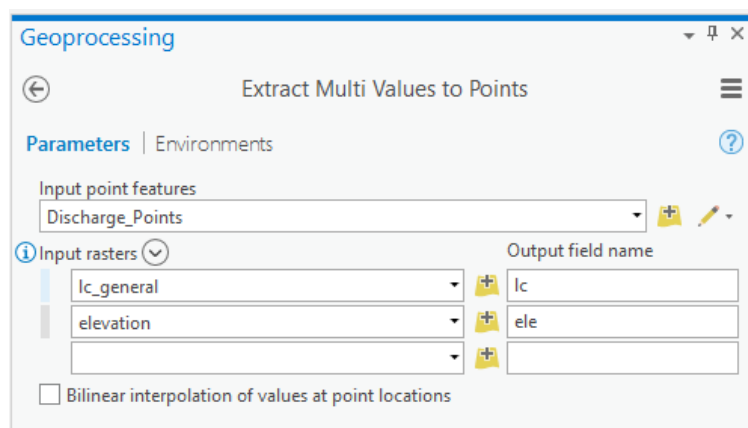 Geoprocessing
Extract Multi Values to Points
Parameters | Environments
Input point features
Discharge_Points
Input rasters Output field name
lc_general lc
elevation ele
Bilinear interpolation of values at point locations